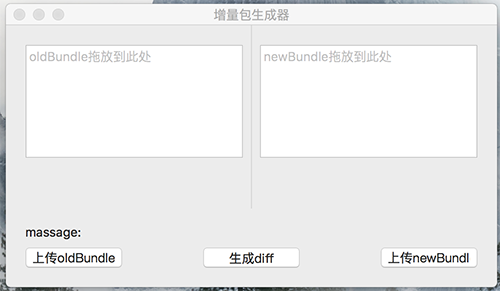 增量包生成器
oldBundle拖放到此处
newBundle拖放到此处
massage:
上传oldBundle
生成diff
上传newBundl